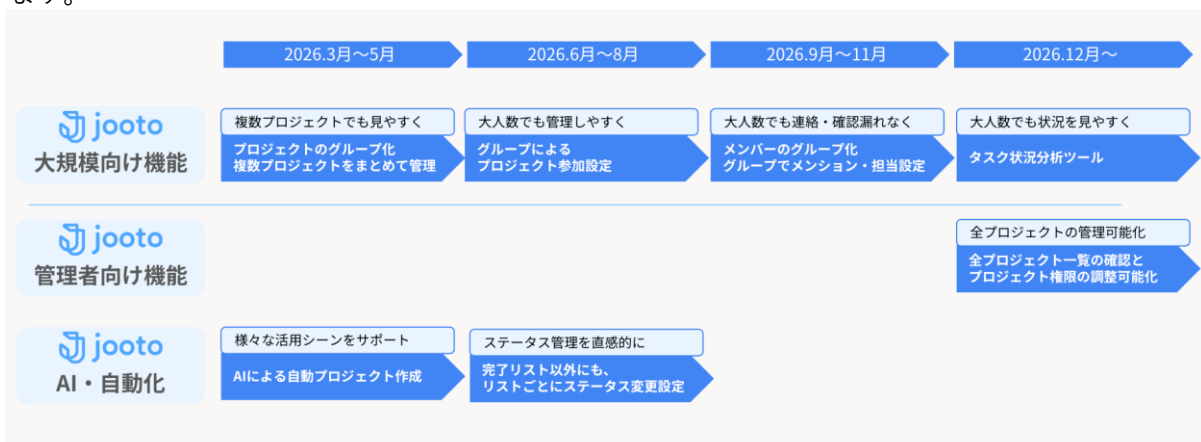 ます。
2026.3月～5月
2026.6月～8月
2026.9月～11月
2026.12月～
jooto
大規模向け機能
複数プロジェクトでも見やすく
プロジェクトのグループ化
複数プロジェクトをまとめて管理
大人数でも管理しやすく
グループによる
プロジェクト参加設定
大人数でも連絡・確認漏れなく
メンバーのグループ化
グループでメンション・担当設定
大人数でも状況を見やすく
タスク状況分析ツール
jooto
管理者向け機能
全プロジェクトの管理可能化
全プロジェクト一覧の確認と
プロジェクト権限の調整可能化
jooto
AI・自動化
様々な活用シーンをサポート
AIによる自動プロジェクト作成
ステータス管理を直感的に
完了リスト以外にも、
リストごとにステータス変更設定